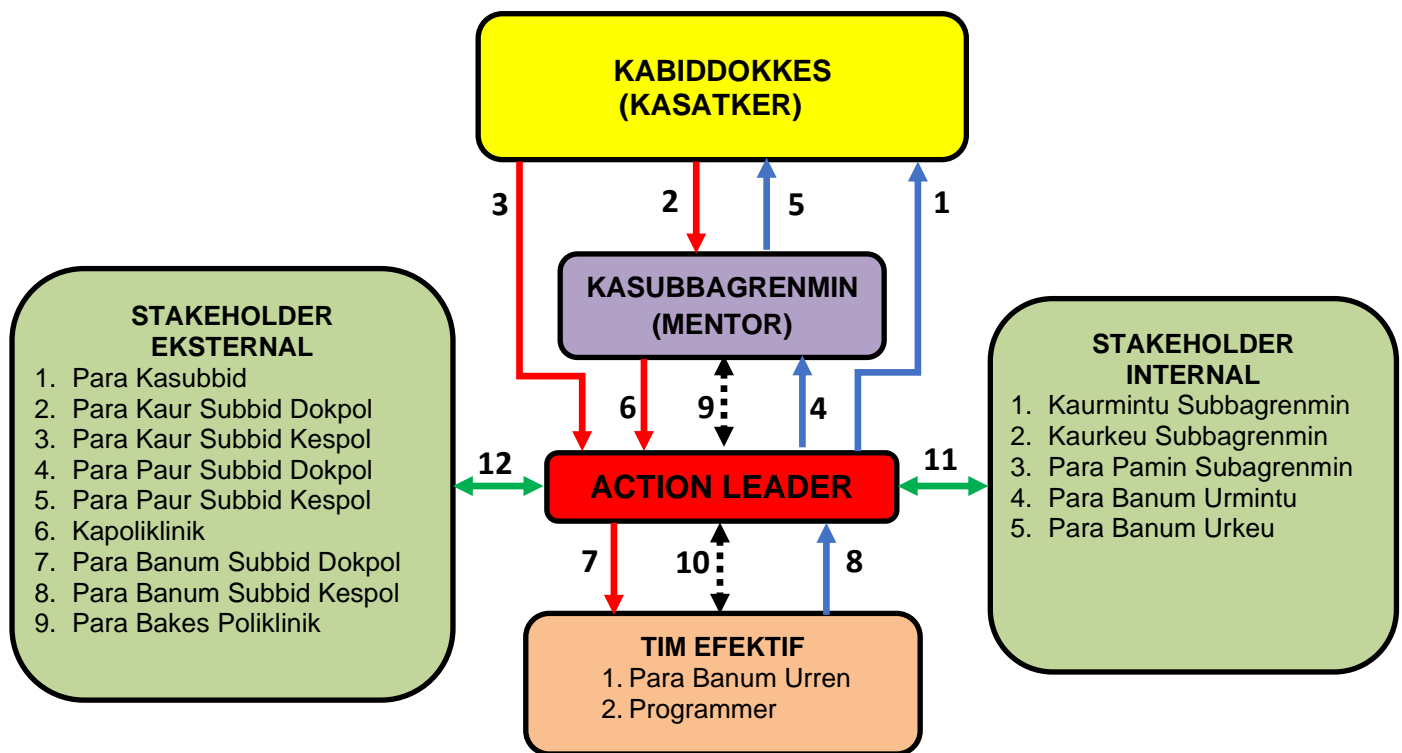 KABIDDOKKES
(KASATKER)
3
2
5
1
KASUBBAGRENMIN
(MENTOR)
STAKEHOLDER
EKSTERNAL
1. Para Kasubbid
2. Para Kaur Subbid Dokpol
3. Para Kaur Subbid Kespol
4. Para Paur Subbid Dokpol
5. Para Paur Subbid Kespol
6. Kapoliklinik
7. Para Banum Subbid Dokpol
8. Para Banum Subbid Kespol
9. Para Bakes Poliklinik
STAKEHOLDER
INTERNAL
1. Kaurmintu Subbagrenmin
2. Kaurkeu Subbagrenmin
3. Para Pamin Subagrenmin
4. Para Banum Urmintu
5. Para Banum Urkeu
6
9
4
12
ACTION LEADER
11
7
10
8
TIM EFEKTIF
1. Para Banum Urren
2. Programmer